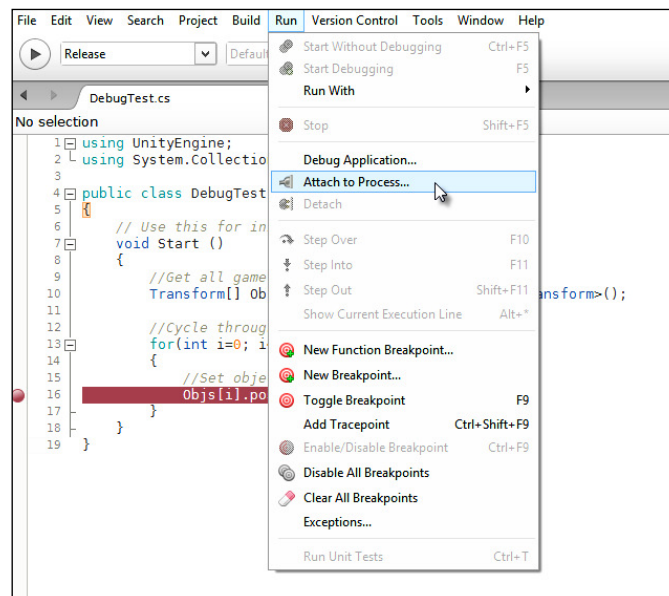 File Edit View Search Project Build Run Version Control Tools Window Help
Release
Start Without Debugging Ctrl+F5
Start Debugging F5
Run With
DebugTest.cs
No selection
Stop Shift+F5
Debug Application...
Attach to Process...
Detach
Step Over F10
Step Into F11
Step Out Shift+F11
Show Current Execution Line Alt+*
New Function Breakpoint...
New Breakpoint...
Toggle Breakpoint F9
Add Tracepoint Ctrl+Shift+F9
Enable/Disable Breakpoint Ctrl+F9
Disable All Breakpoints
Clear All Breakpoints
Exceptions...
Run Unit Tests Ctrl+T
1 using UnityEngine;
2 using System.Collectio
3
4 public class DebugTest
5 {
6 // Use this for in
7 void Start ()
8 {
9 //Get all game
10 Transform[] Ob ansform>();
11
12 //Cycle throug
13 for(int i=0; i
14 {
15 //Set obje
16 Objs[i].po
17 }
18 }
19 }